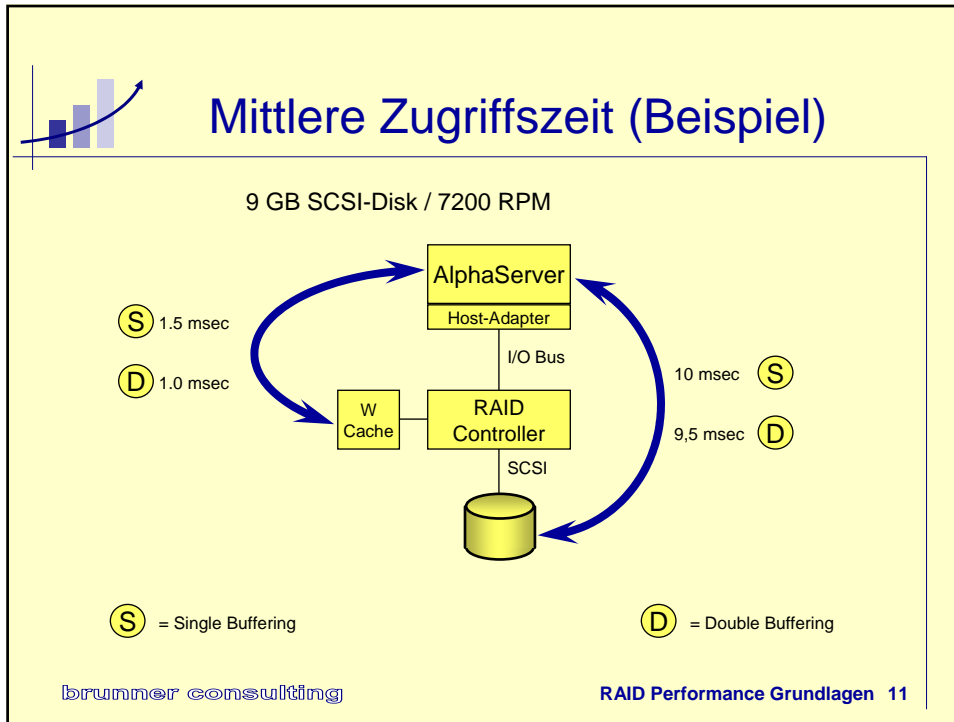 Mittlere Zugriffszeit (Beispiel)
9 GB SCSI-Disk / 7200 RPM
AlphaServer
Host-Adapter
S 1.5 msec
I/O Bus
D 1.0 msec
10 msec S
W
Cache
RAID
Controller
9,5 msec D
SCSI
S = Single Buffering
D = Double Buffering
brunner consulting
RAID Performance Grundlagen 11